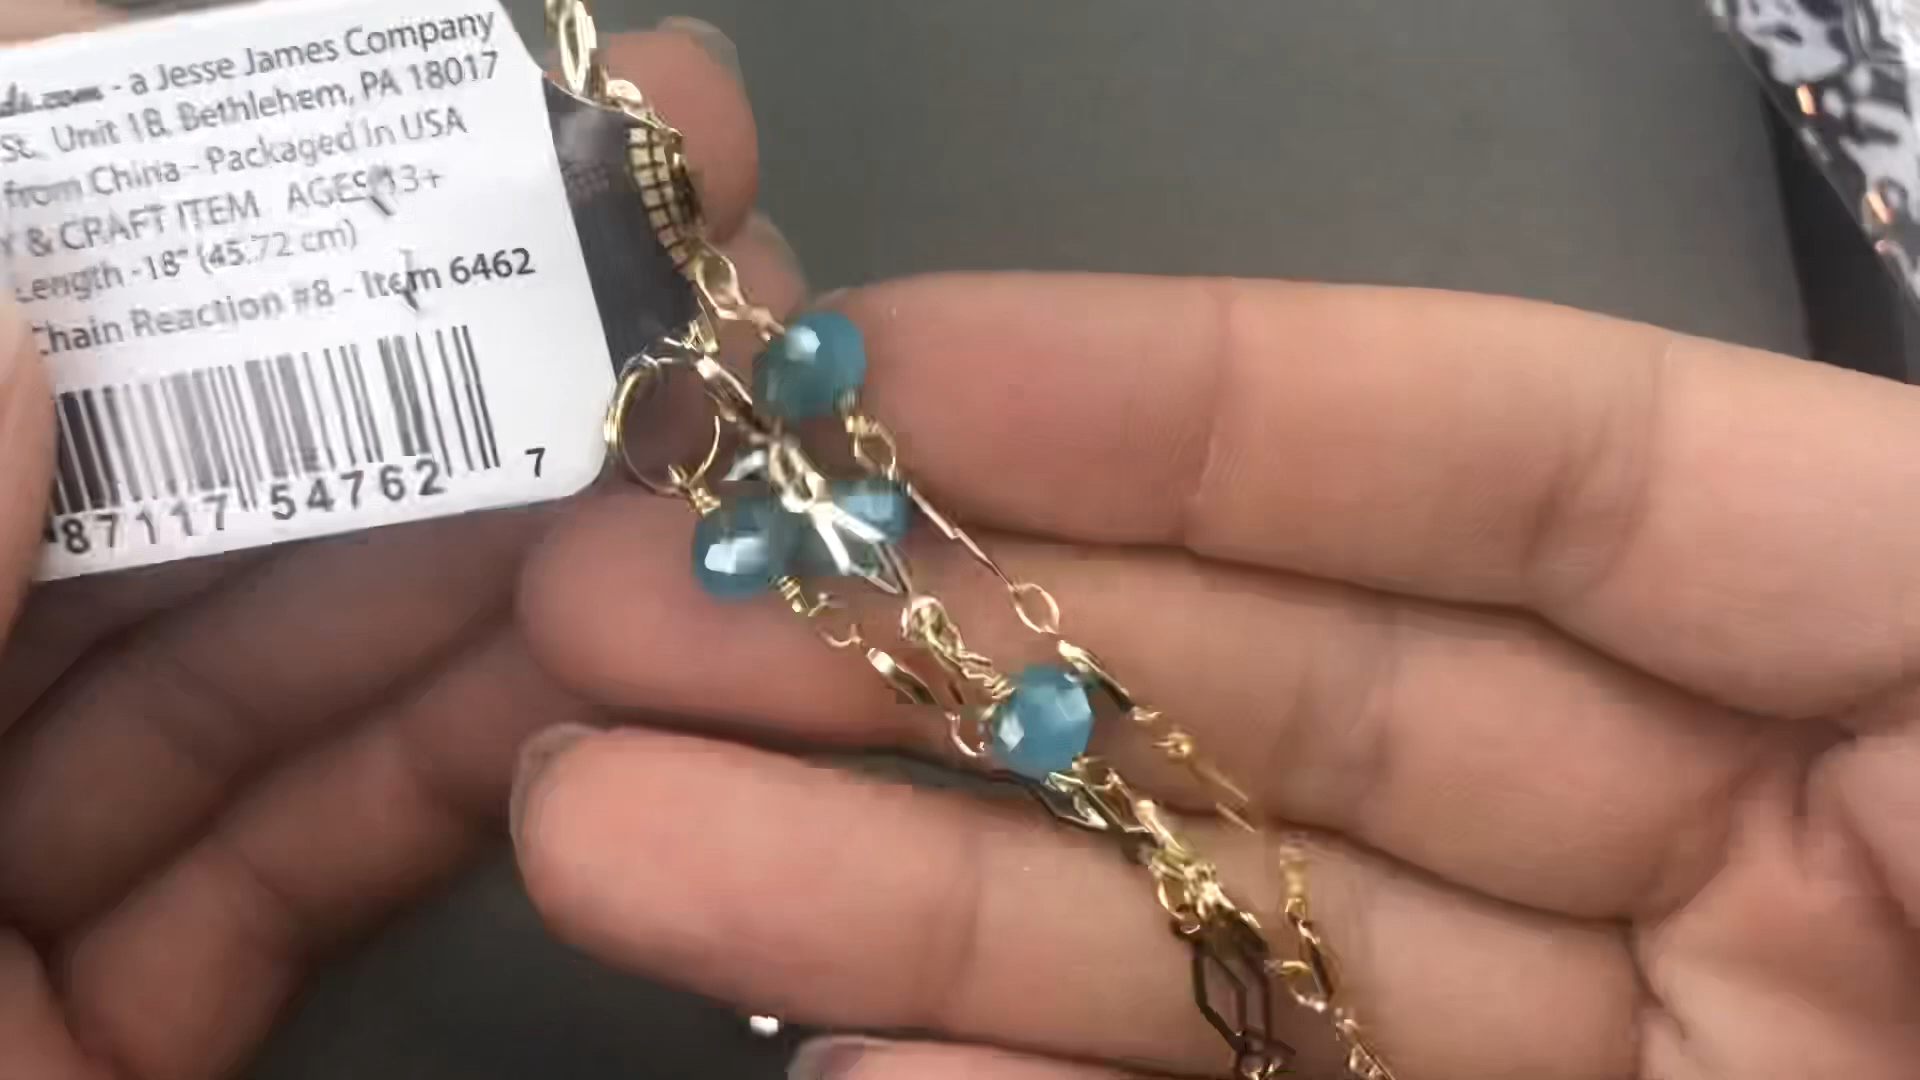 - a Jesse James Company
St. Unit 1B, Bethlehem, PA 18017
from China - Packaged In USA
Y & CRAFT ITEM AGES 13+
Length -18" (45.72 cm)
Chain Reaction #8 - Item 6462
87117 54762 7